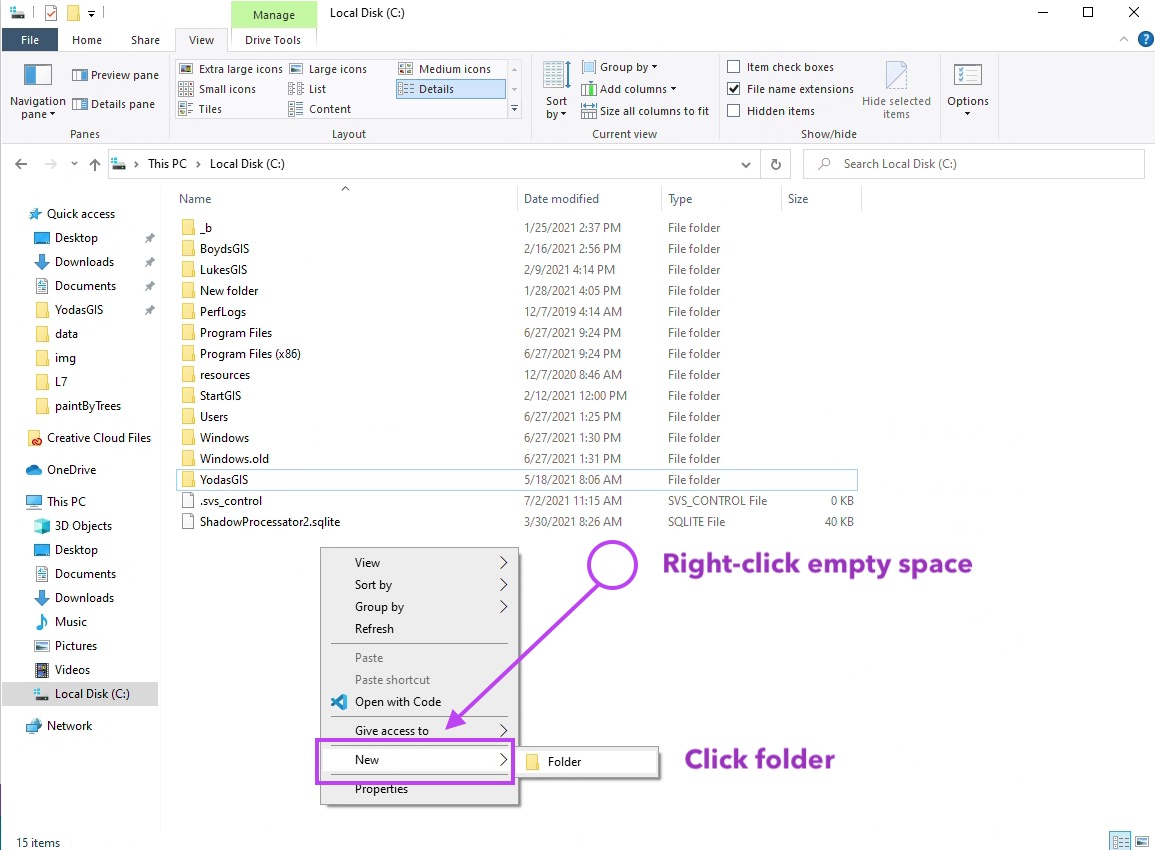 Manage
Local Disk (C:)
File
Home
Share
View
Drive Tools
?
Navigation pane
Preview pane
Details pane
Panes
Extra large icons
Large icons
Medium icons
Small icons
List
Details
Tiles
Content
Layout
Sort by
Group by
Add columns
Size all columns to fit
Current view
Item check boxes
File name extensions
Hidden items
Hide selected items
Show/hide
Options
This PC > Local Disk (C:)
Search Local Disk (C:)
Quick access
Desktop
Downloads
Documents
YodasGIS
data
img
L7
paintByTrees
Creative Cloud Files
OneDrive
This PC
3D Objects
Desktop
Documents
Downloads
Music
Pictures
Videos
Local Disk (C:)
Network
Name Date modified Type Size
_b 1/25/2021 2:37 PM File folder
BoydsGIS 2/16/2021 2:56 PM File folder
LukesGIS 2/9/2021 4:14 PM File folder
New folder 1/28/2021 4:05 PM File folder
PerfLogs 12/7/2019 4:14 AM File folder
Program Files 6/27/2021 9:24 PM File folder
Program Files (x86) 6/27/2021 9:24 PM File folder
resources 12/7/2020 8:46 AM File folder
StartGIS 2/12/2021 12:00 PM File folder
Users 6/27/2021 1:25 PM File folder
Windows 6/27/2021 1:30 PM File folder
Windows.old 6/27/2021 1:31 PM File folder
YodasGIS 5/18/2021 8:06 AM File folder
.svs_control 7/2/2021 11:15 AM SVS_CONTROL File 0 KB
ShadowProcessator2.sqlite 3/30/2021 8:26 AM SQLITE File 40 KB
Right-click empty space
View
Sort by
Group by
Refresh
Paste
Paste shortcut
Open with Code
Give access to
New
Folder
Click folder
Properties
15 items